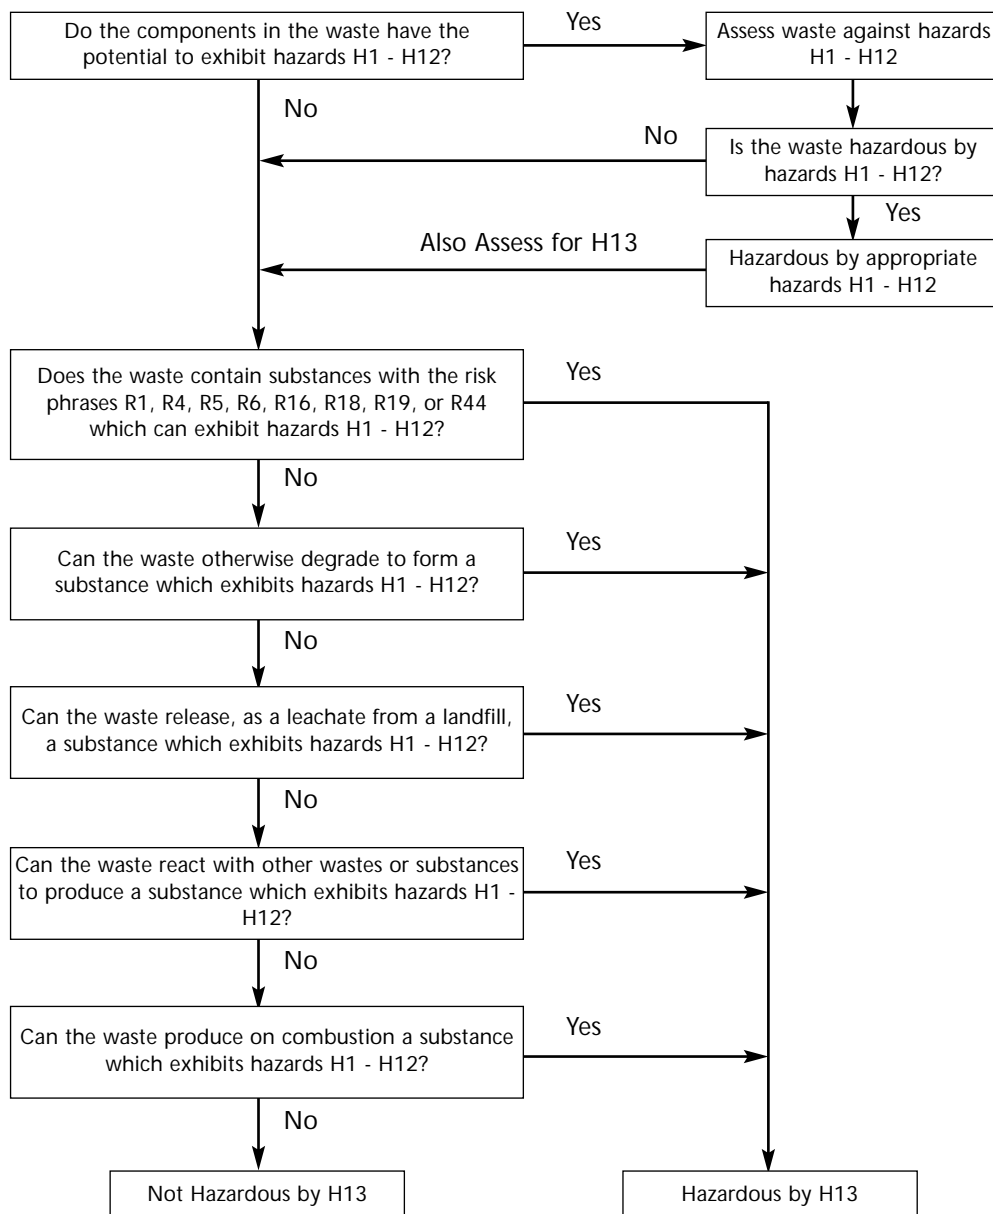 Do the components in the waste have the
potential to exhibit hazards H1 - H12?
Yes
Assess waste against hazards
H1 - H12
No
No
Is the waste hazardous by
hazards H1 - H12?
Yes
Also Assess for H13
Hazardous by appropriate
hazards H1 - H12
Does the waste contain substances with the risk
phrases R1, R4, R5, R6, R16, R18, R19, or R44
which can exhibit hazards H1 - H12?
Yes
No
Can the waste otherwise degrade to form a
substance which exhibits hazards H1 - H12?
Yes
No
Can the waste release, as a leachate from a landfill,
a substance which exhibits hazards H1 - H12?
Yes
No
Can the waste react with other wastes or substances
to produce a substance which exhibits hazards H1 -
H12?
Yes
No
Can the waste produce on combustion a substance
which exhibits hazards H1 - H12?
Yes
No
Not Hazardous by H13
Hazardous by H13